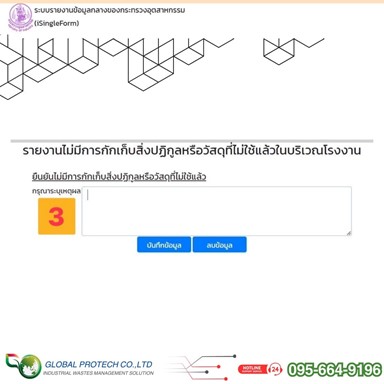 ระบบรายงานข้อมูลกลางของกระทรวงอุตสาหกรรม
(iSingleForm)
รายงานไม่มีการกักเก็บสิ่งปฏิกูลหรือวัสดุที่ไม่ใช้แล้วในบริเวณโรงงาน
ยืนยันไม่มีการกักเก็บสิ่งปฏิกูลหรือวัสดุที่ไม่ใช้แล้ว
กรุณาระบุเหตุผล
3
บันทึกข้อมูล ลบข้อมูล
GLOBAL PROTECH CO.,LTD
INDUSTRIAL WASTES MANAGEMENT SOLUTION
HOTLINE 24 095-664-9196